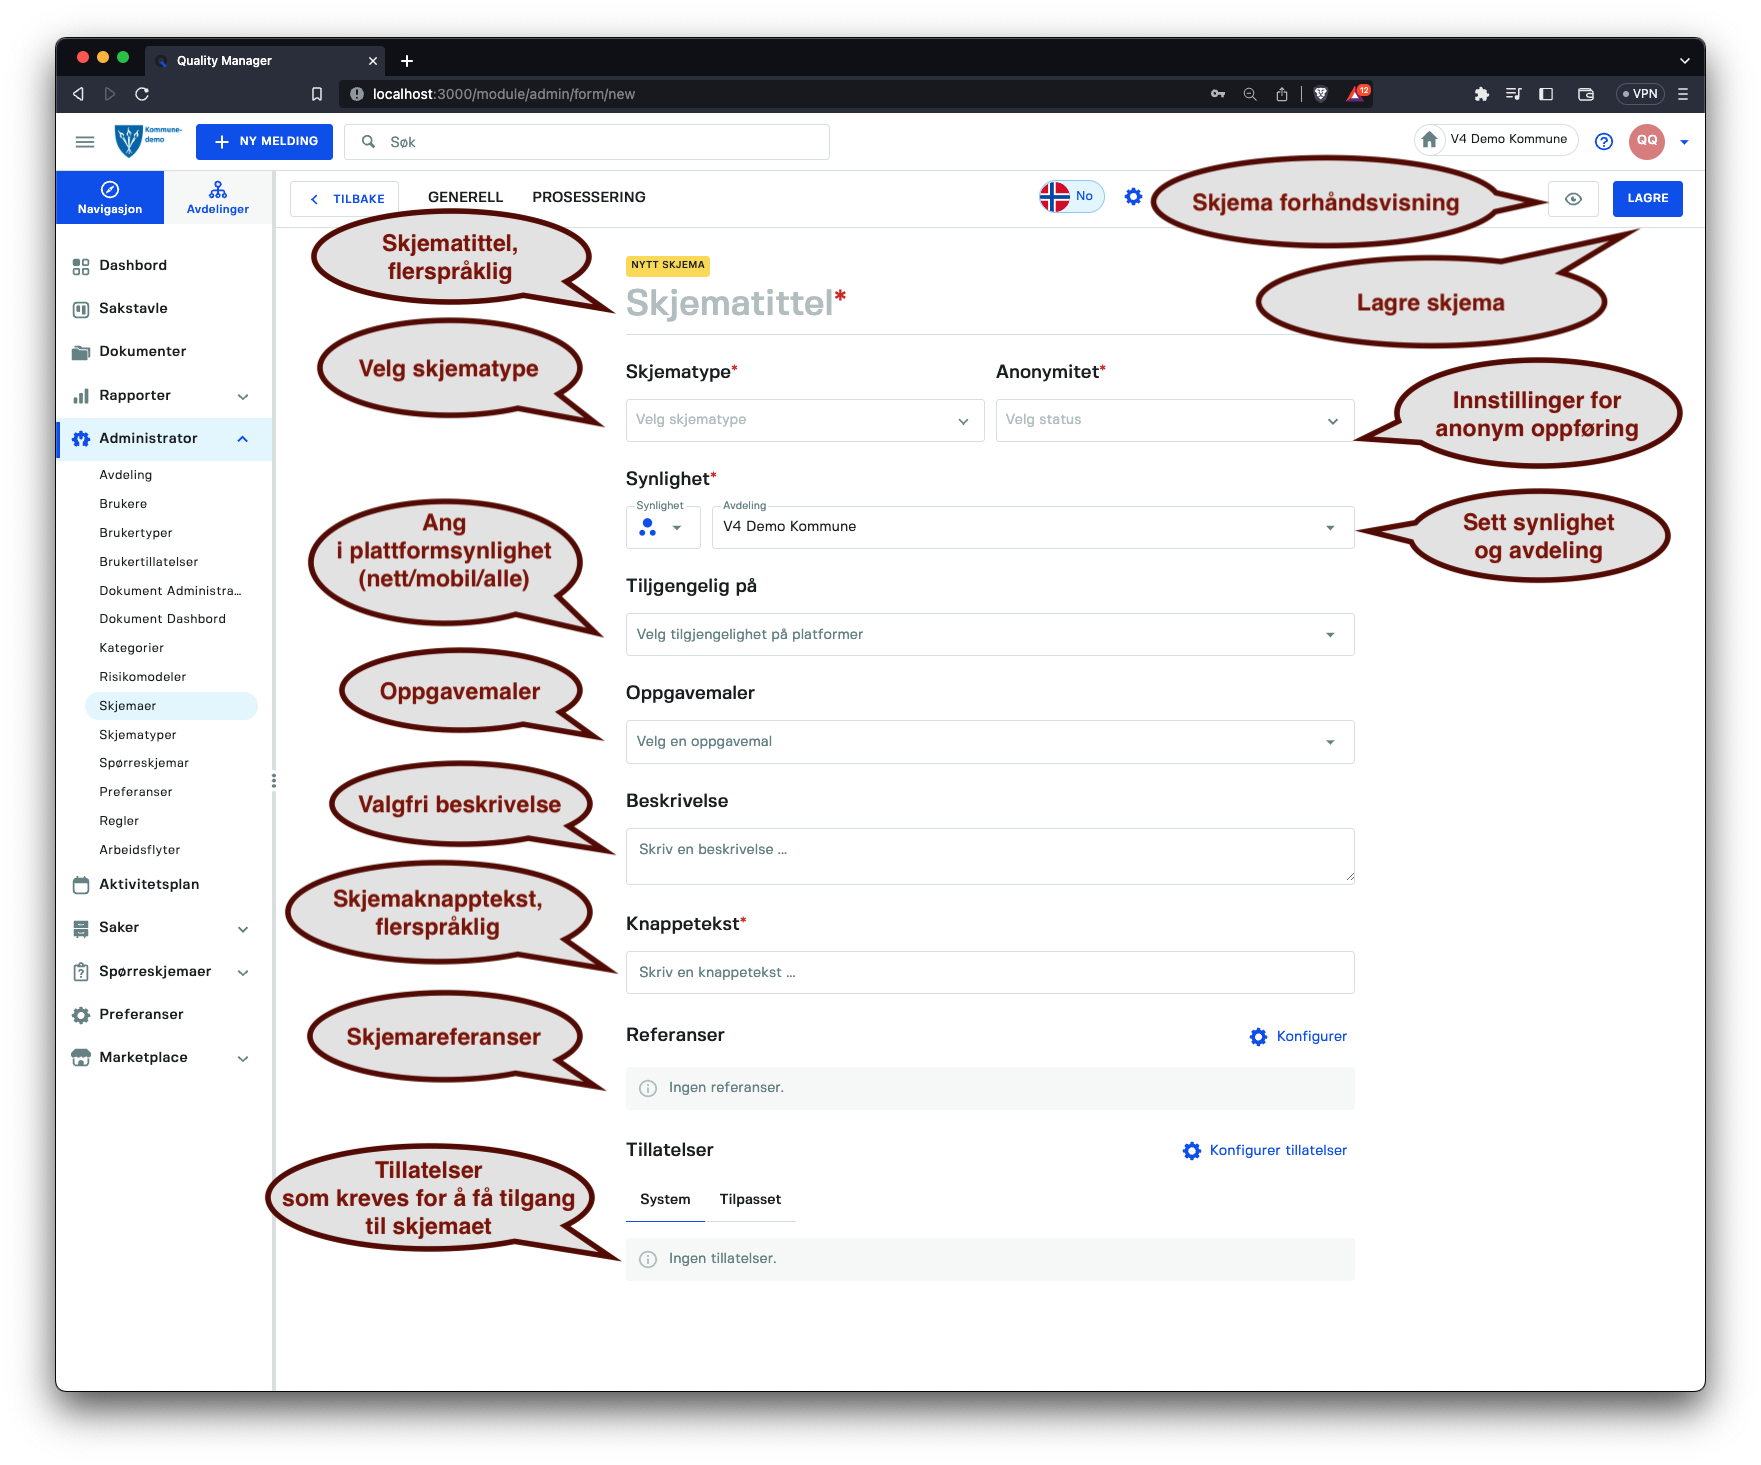 Quality Manager
localhost:3000/module/admin/form/new
12
VPN
Kommune-
demo
NY MELDING
Søk
V4 Demo Kommune
QQ
Navigasjon
Avdelinger
TILBAKE
GENERELL
PROSESSERING
No
Skjema forhåndsvisning
LAGRE
Dashbord
Sakstavle
Dokumenter
Rapporter
Administrator
Avdeling
Brukere
Brukertyper
Brukertillatelser
Dokument Administra...
Dokument Dashbord
Kategorier
Risikomodeler
Skjemaer
Skjematyper
Spørreskjemar
Preferanser
Regler
Arbeidsflyter
Aktivitetsplan
Saker
Spørreskjemaer
Preferanser
Marketplace
Skjematittel,
flerspråklig
NYTT SKJEMA
Skjematittel*
Lagre skjema
Velg skjematype
Skjematype*
Velg skjematype
Anonymitet*
Velg status
Innstillinger for
anonym oppføring
Synlighet*
Synlighet
Avdeling
V4 Demo Kommune
Sett synlighet
og avdeling
Ang
i plattformsynlighet
(nett/mobil/alle)
Tiljgengelig på
Velg tilgjengelighet på platformer
Oppgavemaler
Oppgavemaler
Velg en oppgavemal
Valgfri beskrivelse
Beskrivelse
Skriv en beskrivelse ...
Skjemaknapptekst,
flerspråklig
Knappetekst*
Skriv en knappetekst ...
Skjemareferanser
Referanser
Konfigurer
Ingen referanser.
Tillatelser
som kreves for å få tilgang
til skjemaet
Tillatelser
Konfigurer tillatelser
System
Tilpasset
Ingen tillatelser.